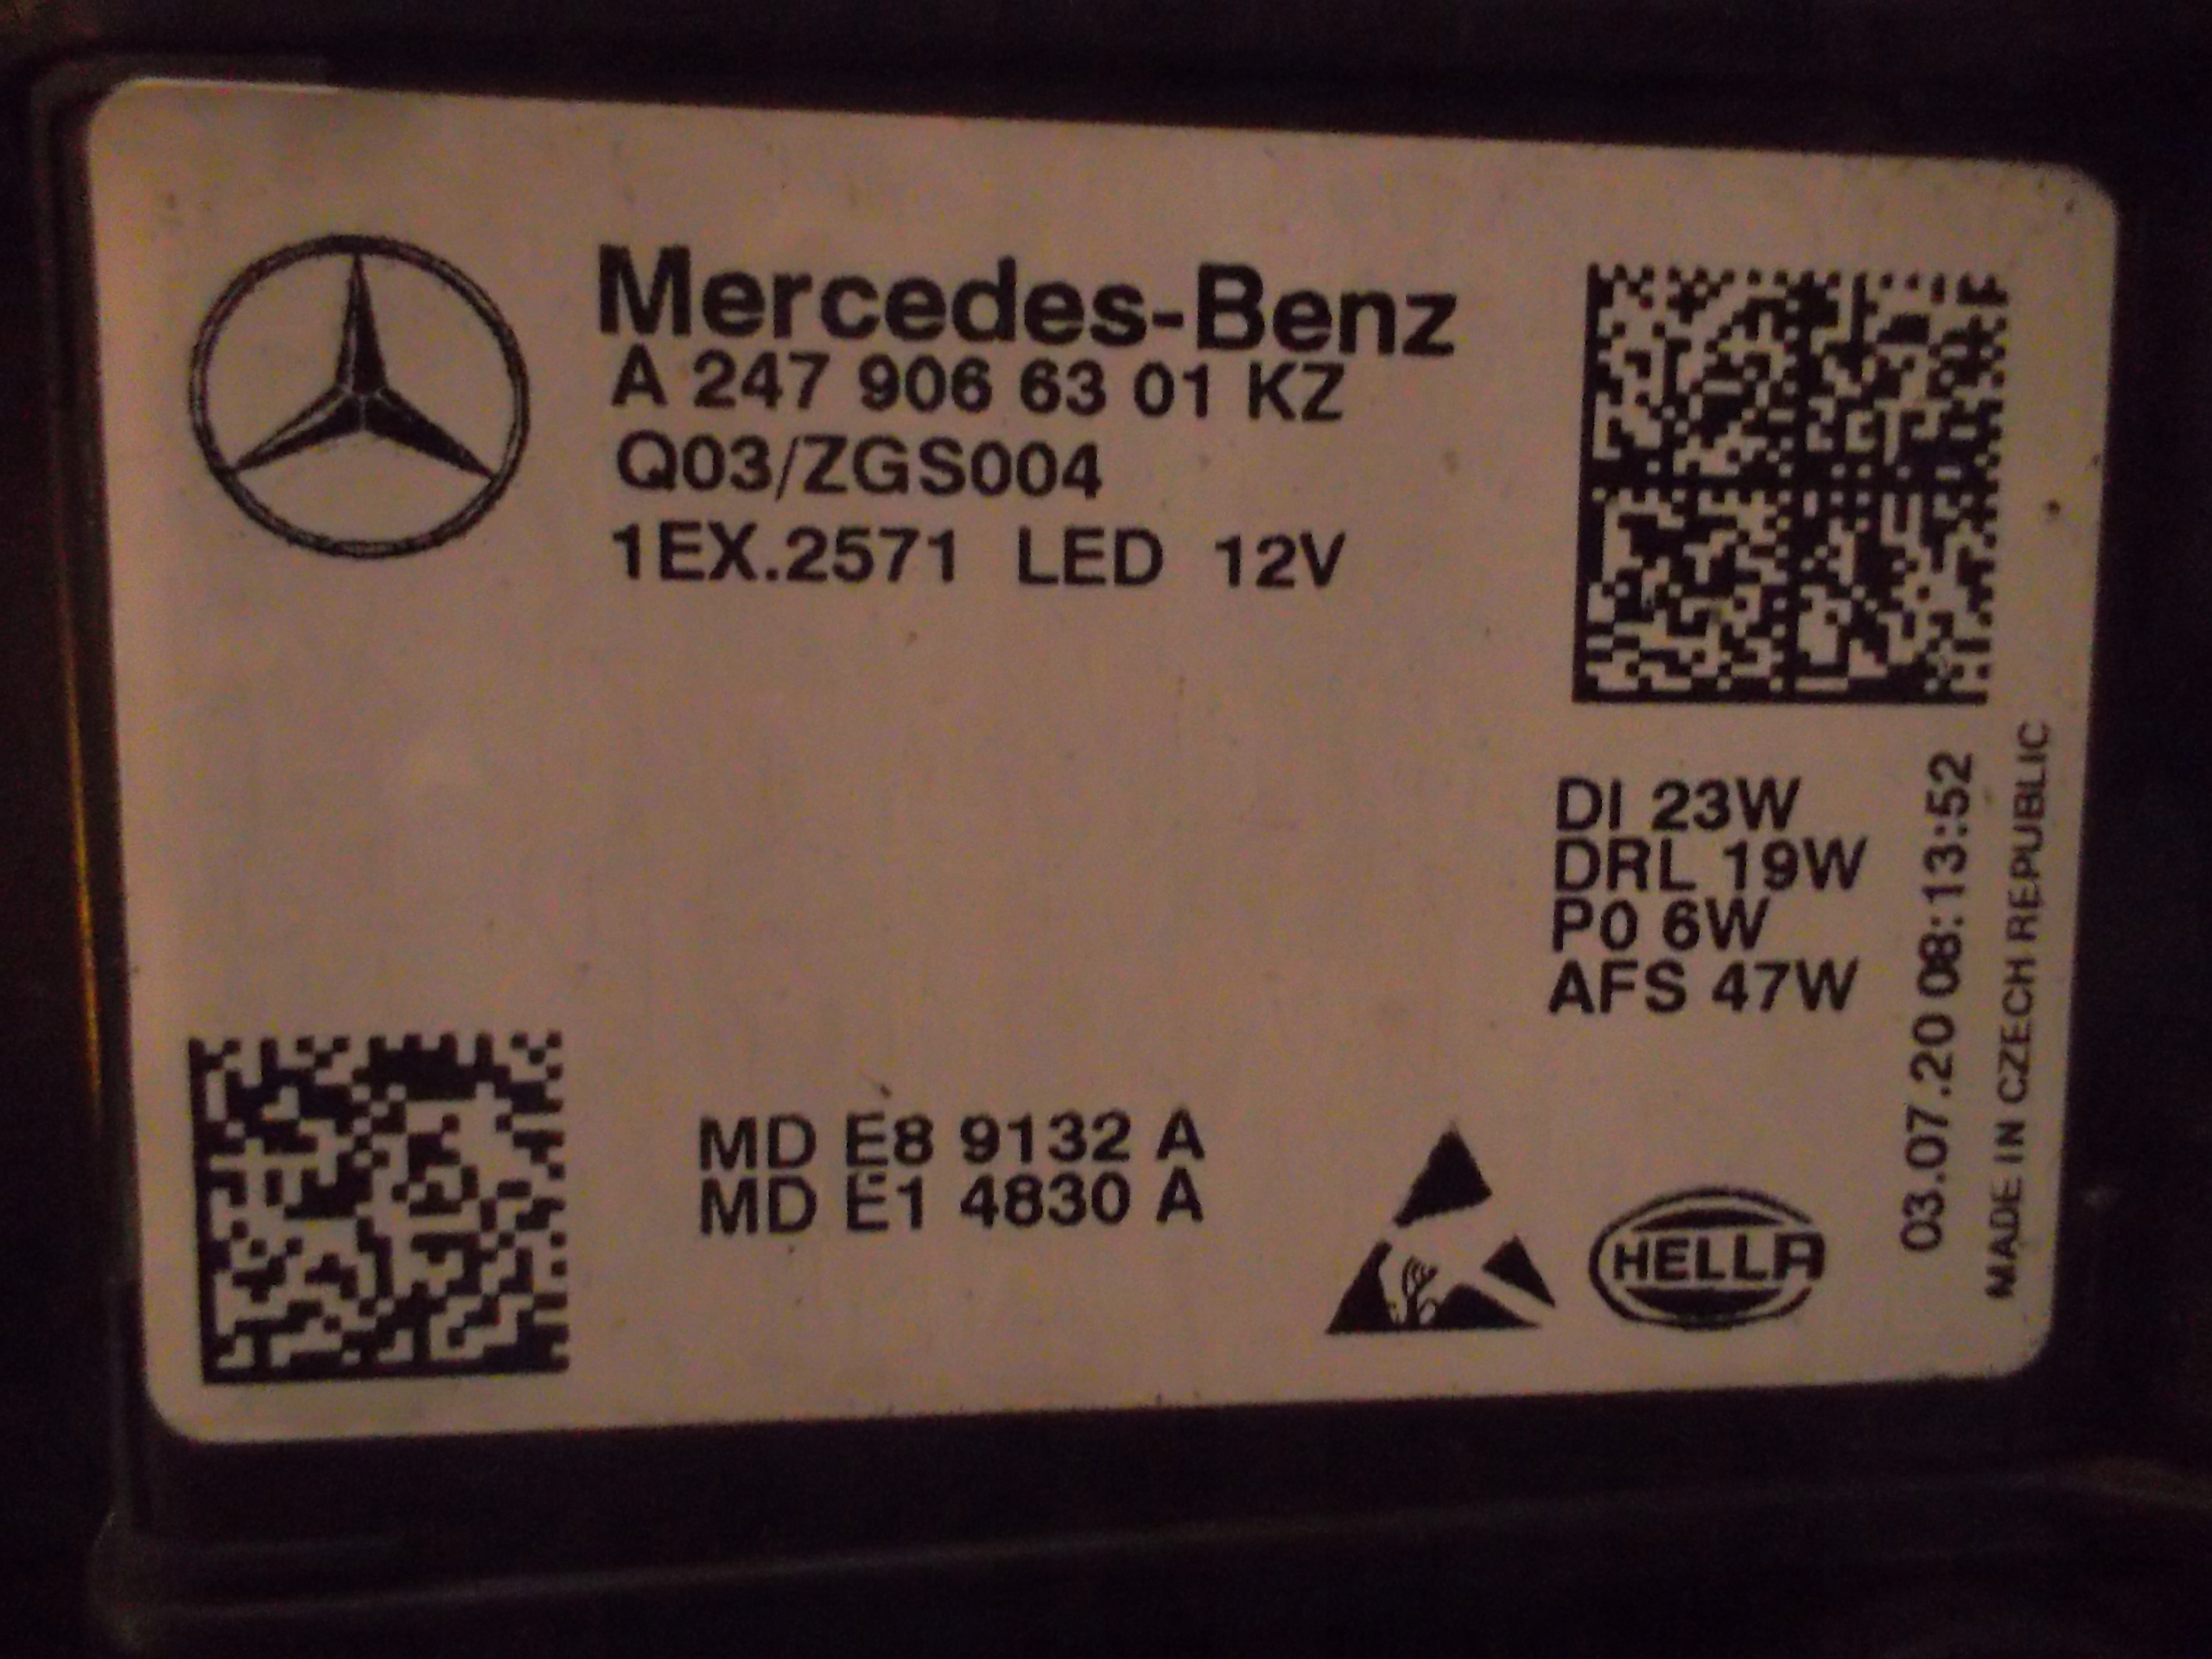 Mercedes-Benz
A 247 906 63 01 KZ
Q03/ZGS004
1EX.2571 LED 12V
DI 23W
DRL 19W
P0 6W
AFS 47W
03.07.20 08:13:52
MADE IN CZECH REPUBLIC
MD E8 9132 A
MD E1 4830 A
HELLA